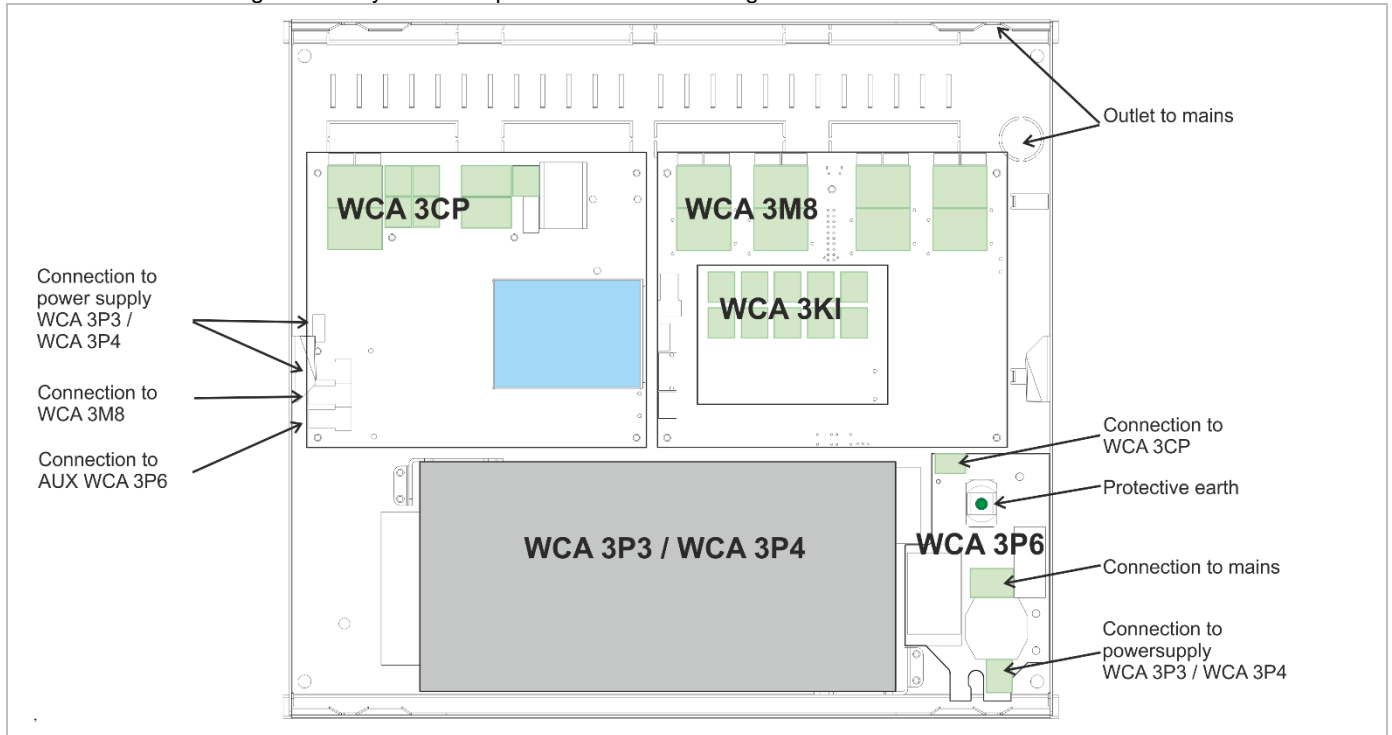 Outlet to mains
WCA 3CP
WCA 3M8
Connection to
power supply
WCA 3P3 /
WCA 3P4
WCA 3KI
Connection to
WCA 3M8
Connection to
AUX WCA 3P6
Connection to
WCA 3CP
Protective earth
WCA 3P3 / WCA 3P4
WCA 3P6
Connection to mains
Connection to
powersupply
WCA 3P3 / WCA 3P4